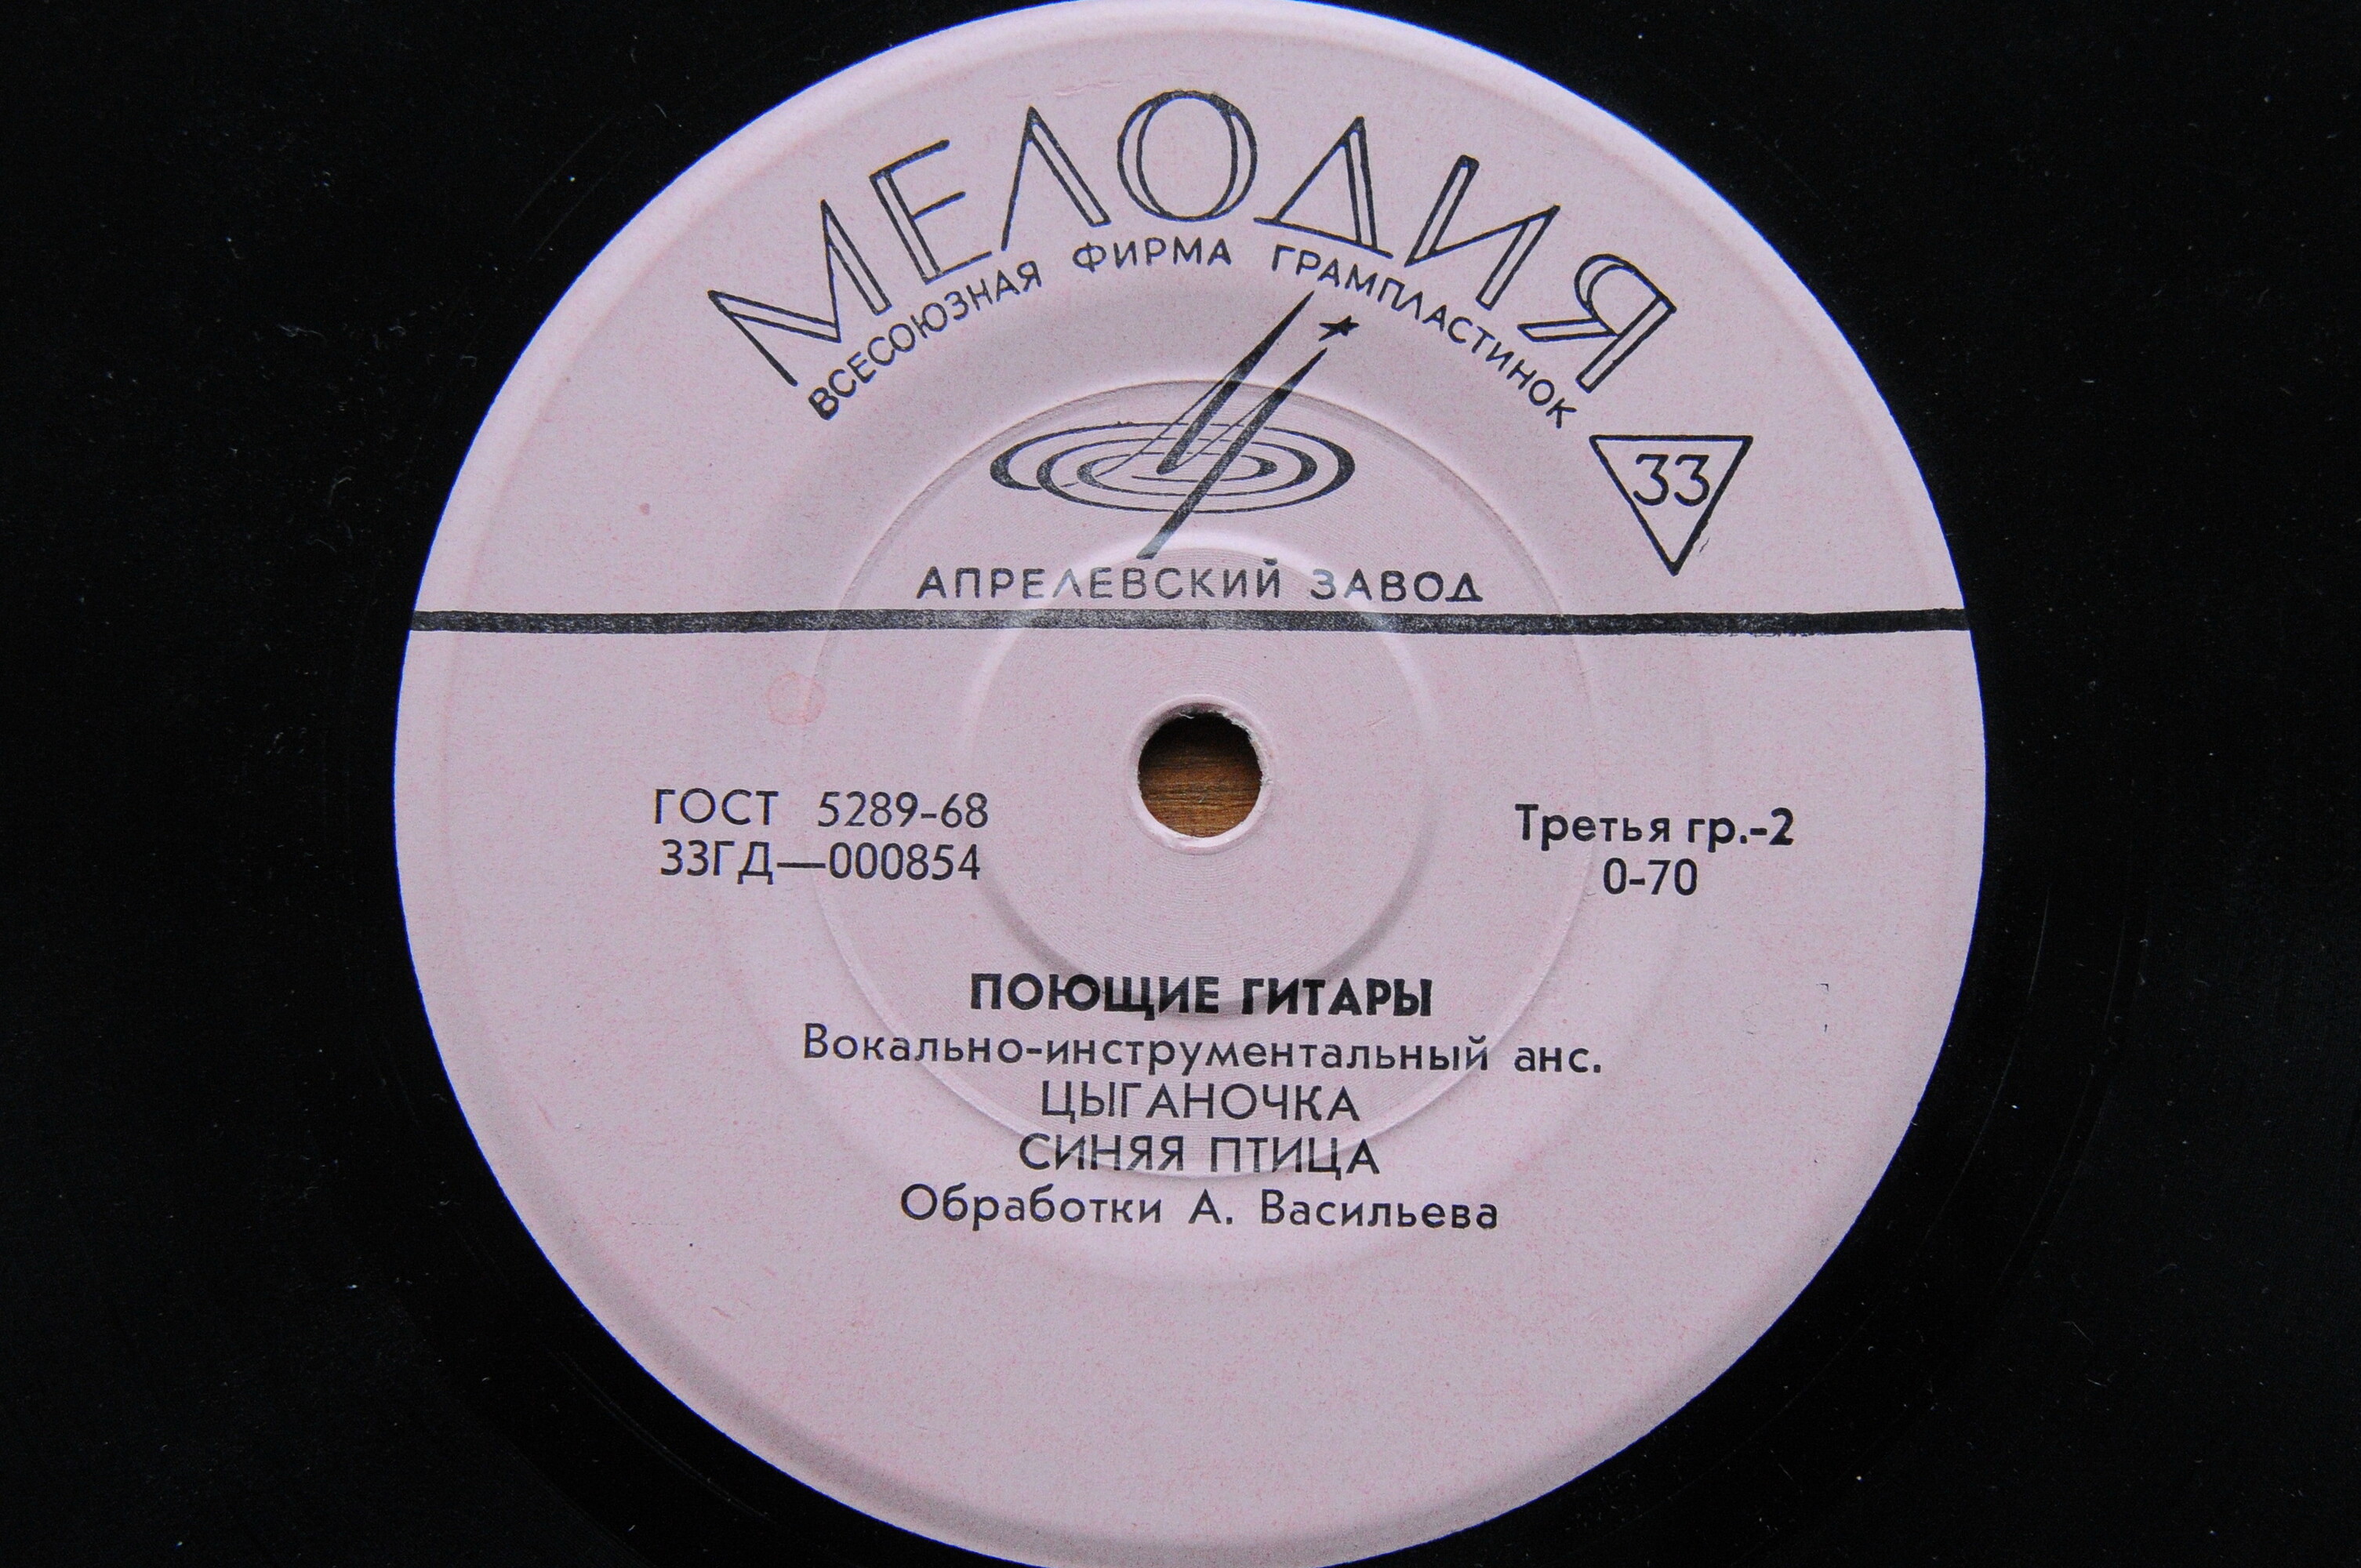 МЕЛОДИЯ
ВСЕСОЮЗНАЯ ФИРМА ГРАМПЛАСТИНОК
33
АПРЕЛЕВСКИЙ ЗАВОД
ГОСТ 5289-68
33ГД—000854
Третья гр.-2
0-70
ПОЮЩИЕ ГИТАРЫ
Вокально-инструментальный анс.
ЦЫГАНОЧКА
СИНЯЯ ПТИЦА
Обработки А. Васильева